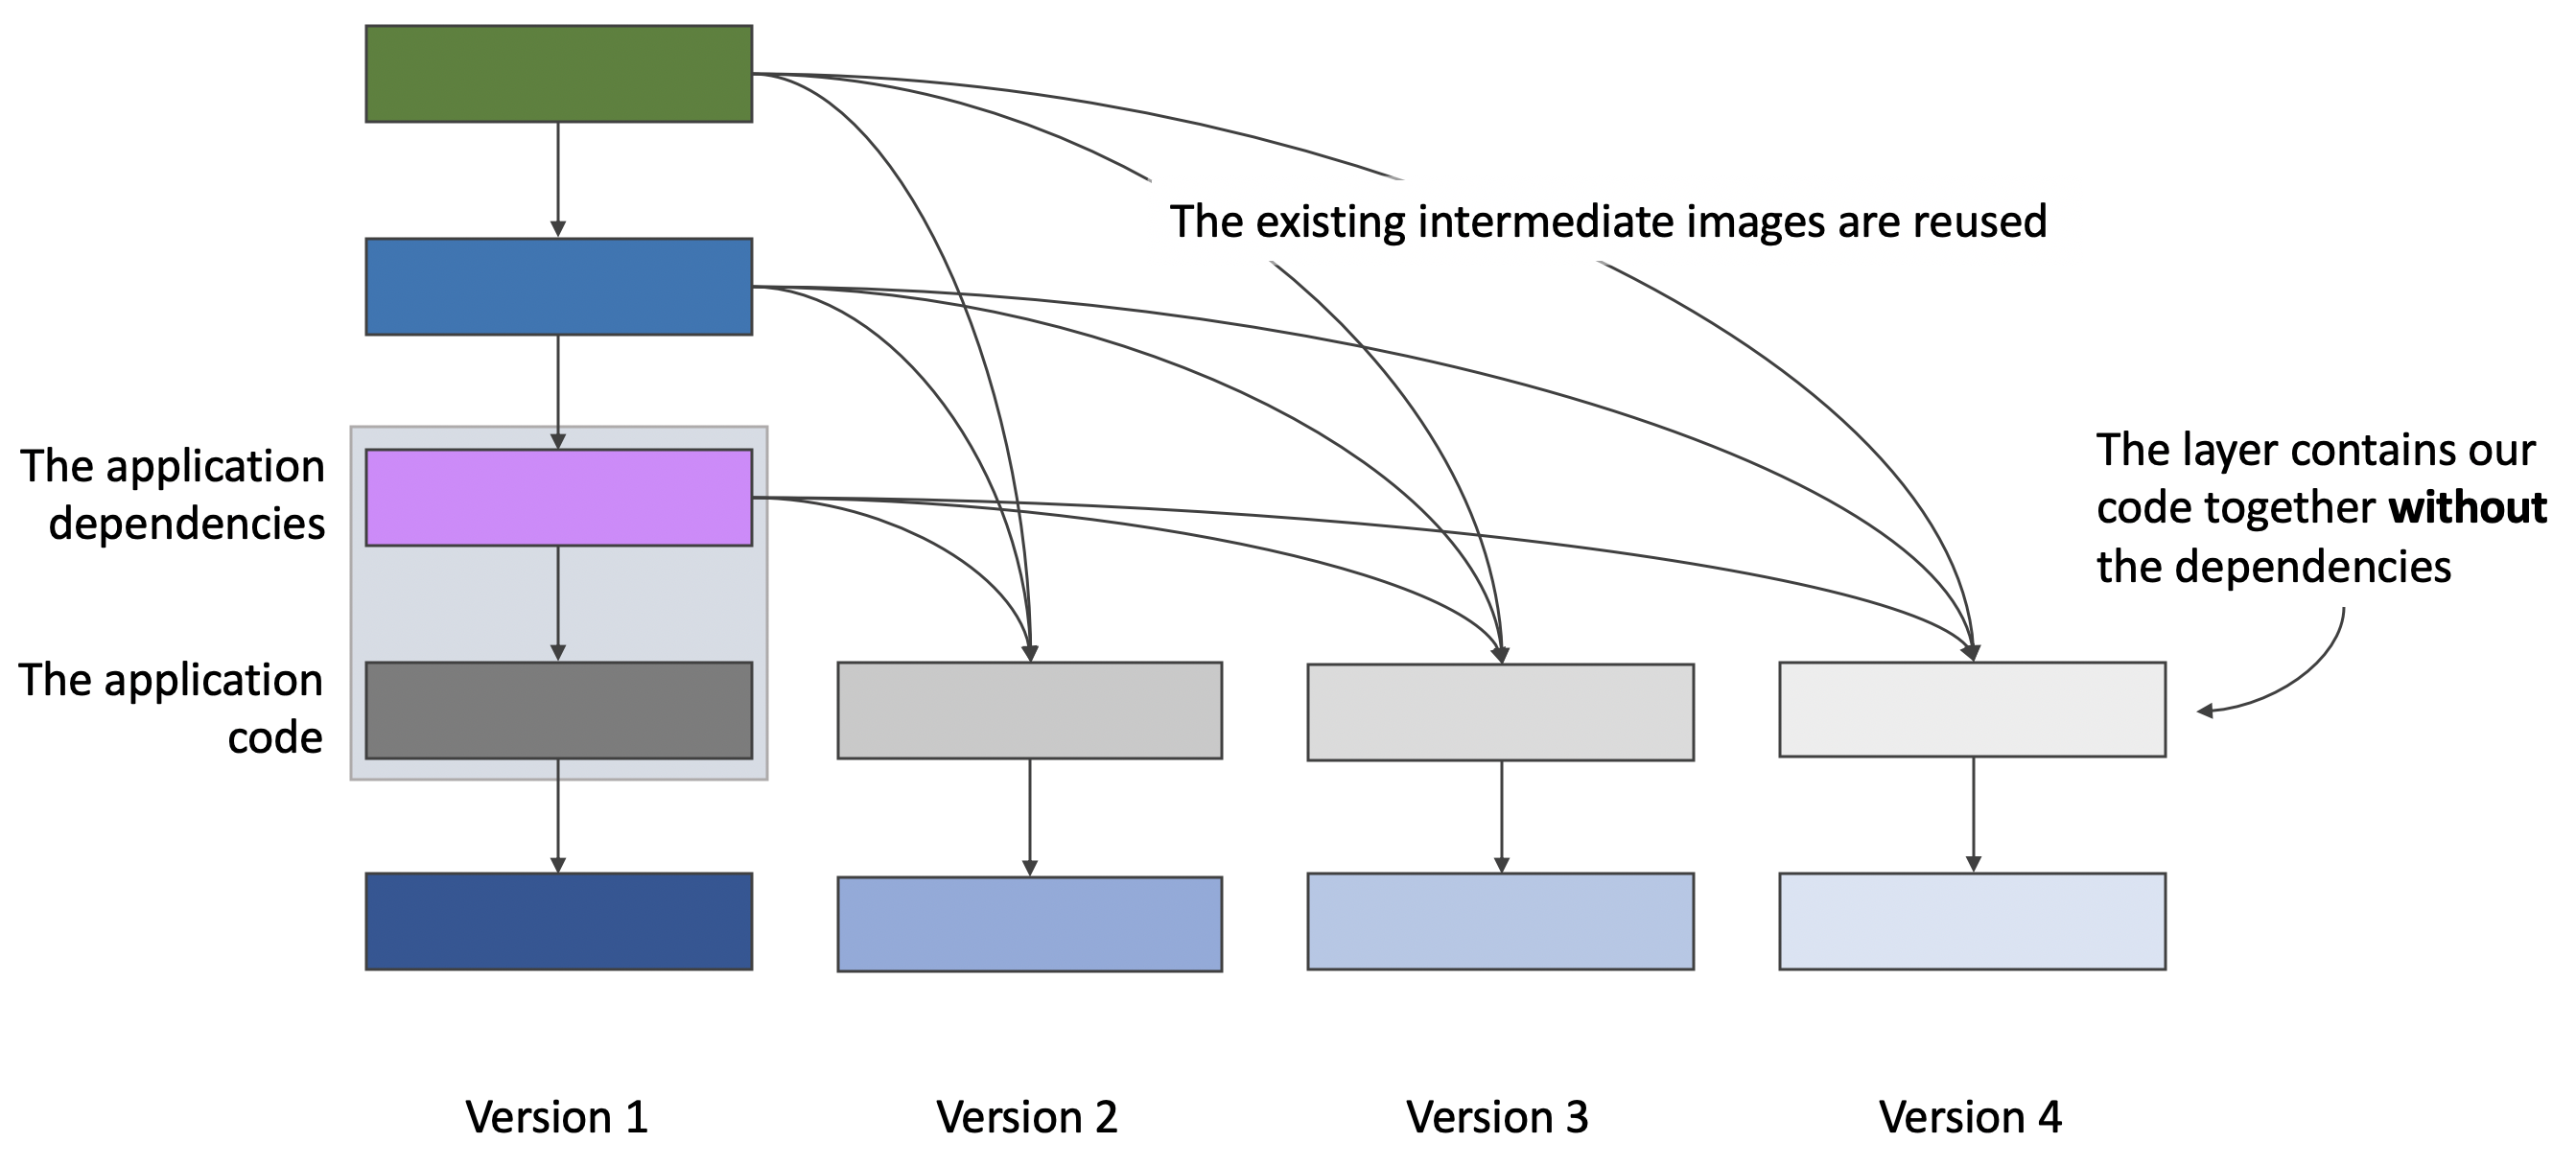 The existing intermediate images are reused
The application
dependencies
The layer contains our
code together without
the dependencies
The application
code
Version 1
Version 2
Version 3
Version 4